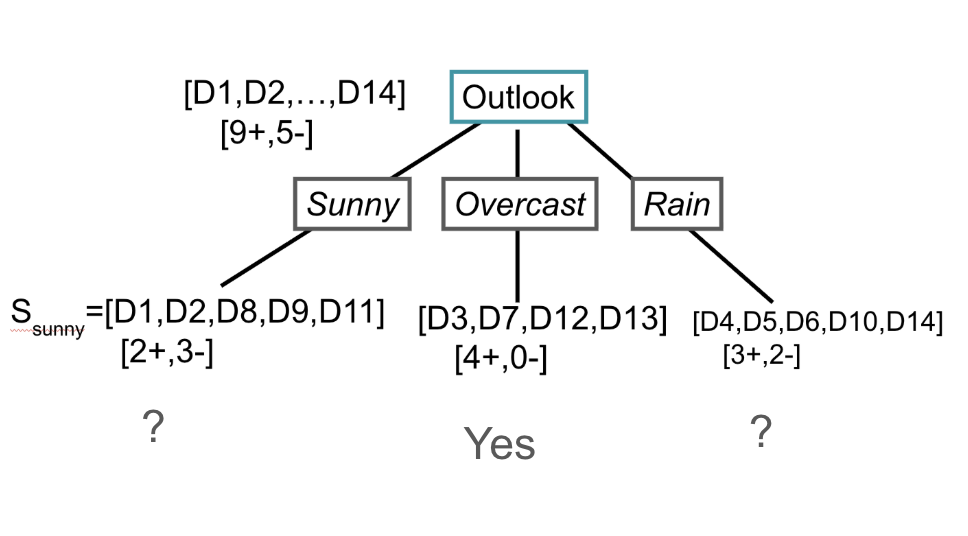 [D1,D2,…,D14]
[9+,5-]
Outlook
Sunny
Overcast
Rain
S sunny=[D1,D2,D8,D9,D11]
[2+,3-]
[D3,D7,D12,D13]
[4+,0-]
[D4,D5,D6,D10,D14]
[3+,2-]
?
Yes
?